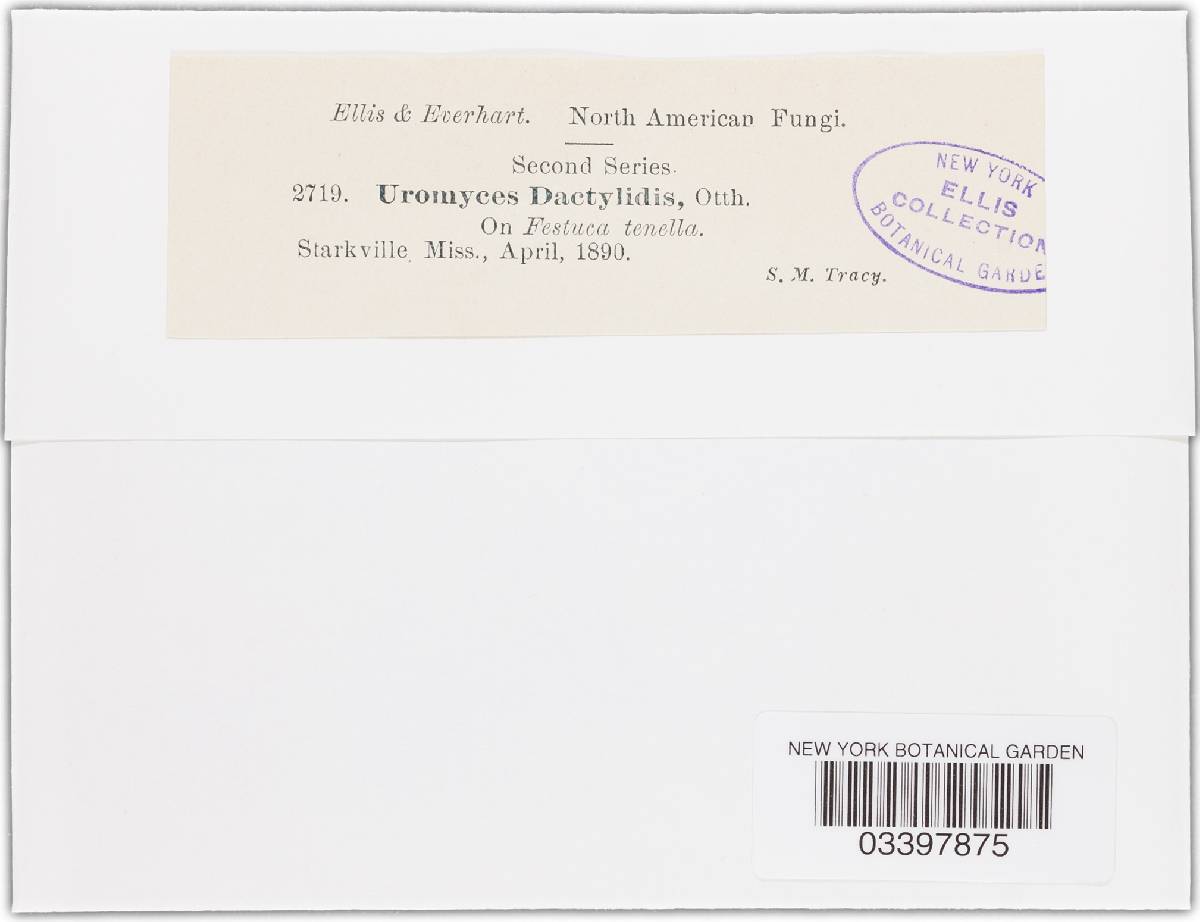 Ellis & Everhart. North American Fungi.
Second Series.
2719. Uromyces Dactylidis, Otth.
On Festuca tenella.
Starkville, Miss., April, 1890.
S. M. Tracy.
NEW YORK
ELLIS
COLLECTION
BOTANICAL GARDE
NEW YORK BOTANICAL GARDEN
03397875